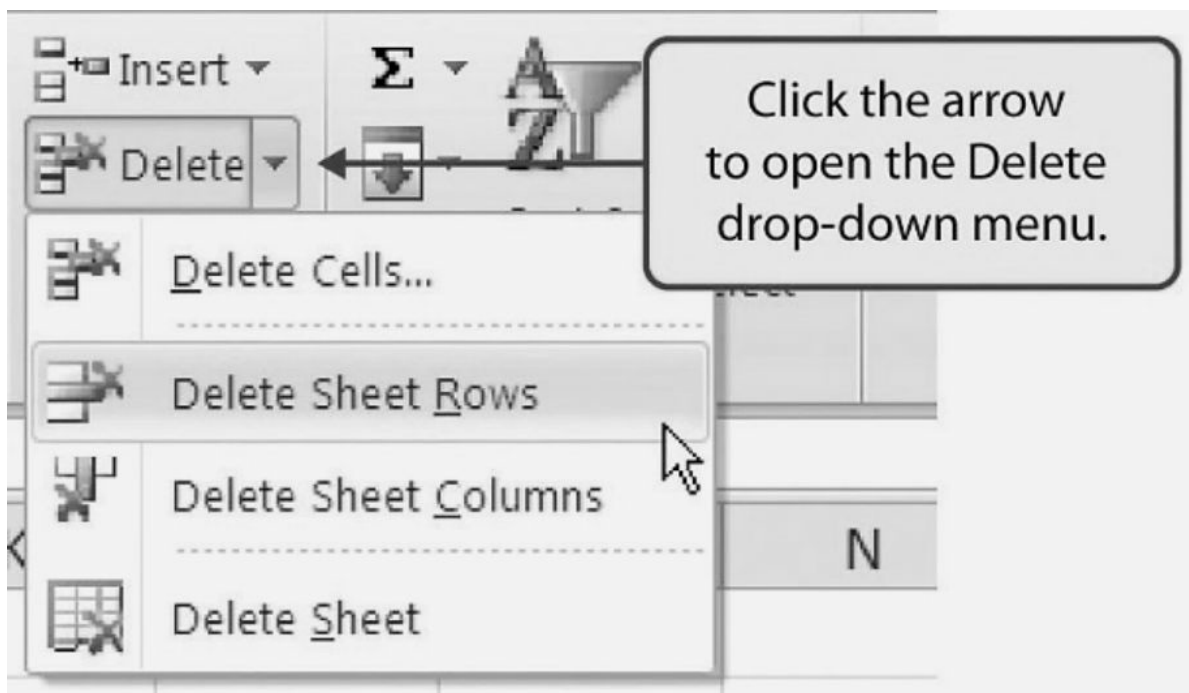 Insert
Σ
A
Z
Delete
Click the arrow
to open the Delete
drop-down menu.
Delete Cells...
Delete Sheet Rows
Delete Sheet Columns
N
Delete Sheet